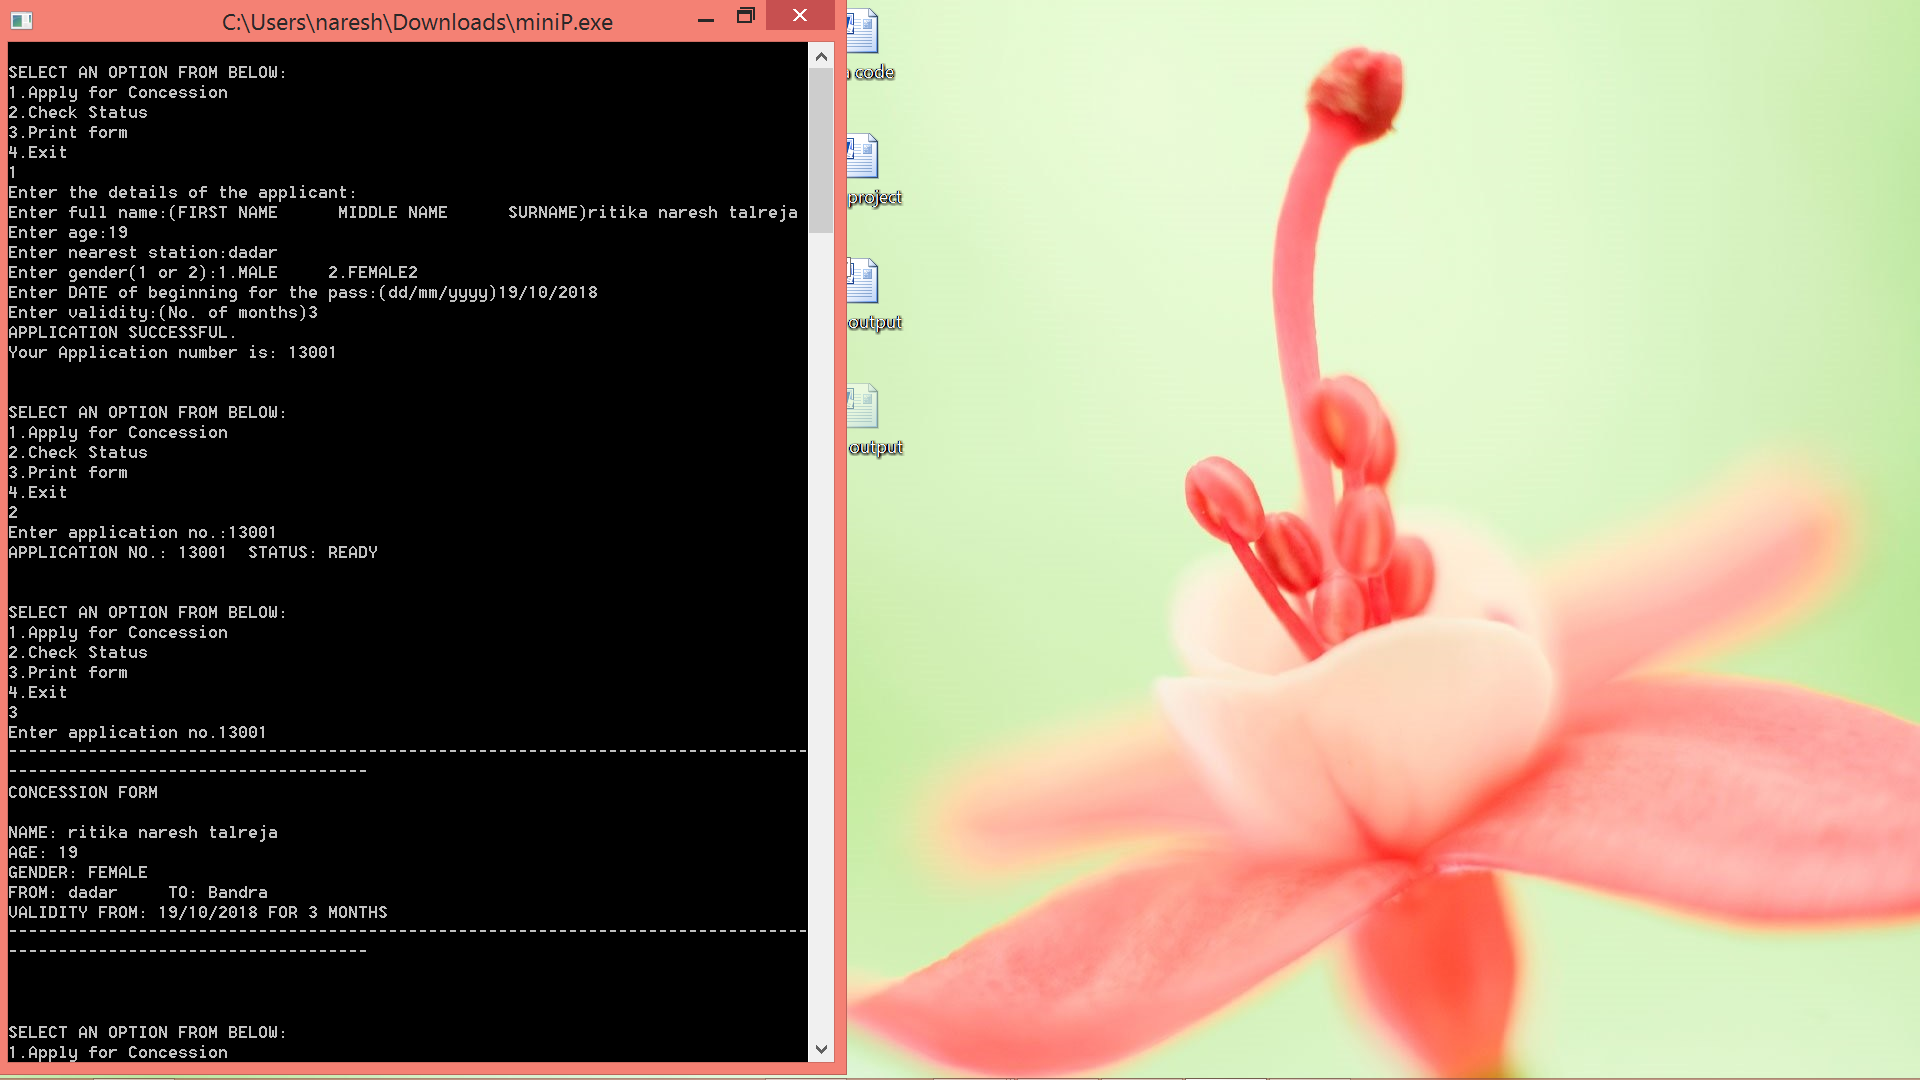 C:\Users\naresh\Downloads\miniP.exe
SELECT AN OPTION FROM BELOW:
1.Apply for Concession
2.Check Status
3.Print form
4.Exit
1
Enter the details of the applicant:
Enter full name:(FIRST NAME      MIDDLE NAME      SURNAME)ritika naresh talreja
Enter age:19
Enter nearest station:dadar
Enter gender(1 or 2):1.MALE     2.FEMALE2
Enter DATE of beginning for the pass:(dd/mm/yyyy)19/10/2018
Enter validity:(No. of months)3
APPLICATION SUCCESSFUL.
Your Application number is: 13001
SELECT AN OPTION FROM BELOW:
1.Apply for Concession
2.Check Status
3.Print form
4.Exit
2
Enter application no.:13001
APPLICATION NO.: 13001  STATUS: READY
SELECT AN OPTION FROM BELOW:
1.Apply for Concession
2.Check Status
3.Print form
4.Exit
3
Enter application no.13001
--------------------------------------------------------------------------------
------------------------------------
CONCESSION FORM
NAME: ritika naresh talreja
AGE: 19
GENDER: FEMALE
FROM: dadar     TO: Bandra
VALIDITY FROM: 19/10/2018 FOR 3 MONTHS
--------------------------------------------------------------------------------
------------------------------------
SELECT AN OPTION FROM BELOW:
1.Apply for Concession
code
project
output
output